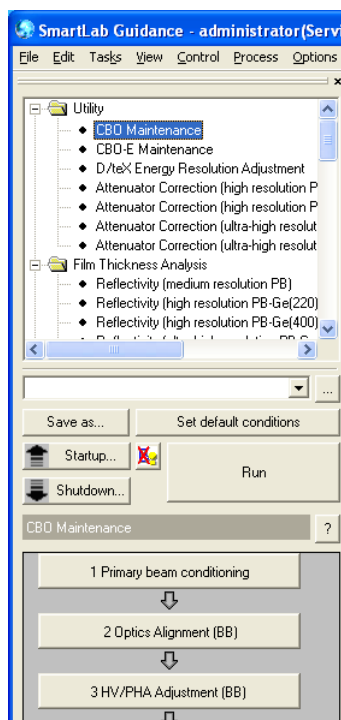 SmartLab Guidance - administrator(Servi
File Edit Tasks View Control Process Options
Utility
CBO Maintenance
CBO-E Maintenance
D/teX Energy Resolution Adjustment
Attenuator Correction (high resolution P
Attenuator Correction (high resolution P
Attenuator Correction (ultra-high resolut
Attenuator Correction (ultra-high resolut
Film Thickness Analysis
Reflectivity (medium resolution PB)
Reflectivity (high resolution PB-Ge(220)
Reflectivity (high resolution PB-Ge(400)
...
Save as... Set default conditions
Startup...
Run
Shutdown...
CBO Maintenance ?
1 Primary beam conditioning
2 Optics Alignment (BB)
3 HV/PHA Adjustment (BB)